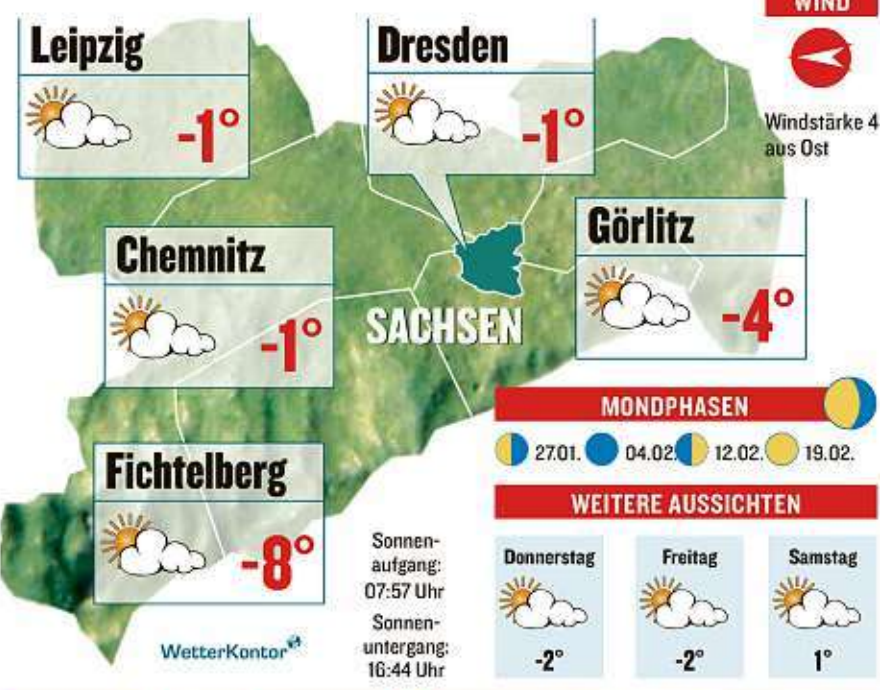 WIND
Windstärke 4
aus Ost
Leipzig
-1°
Dresden
-1°
Chemnitz
-1°
Görlitz
-4°
SACHSEN
Fichtelberg
-8°
MONDPHASEN
27.01. 04.02. 12.02. 19.02.
WEITERE AUSSICHTEN
Donnerstag
-2°
Freitag
-2°
Samstag
1°
Sonnen-
aufgang:
07:57 Uhr
Sonnen-
untergang:
16:44 Uhr
WetterKontor